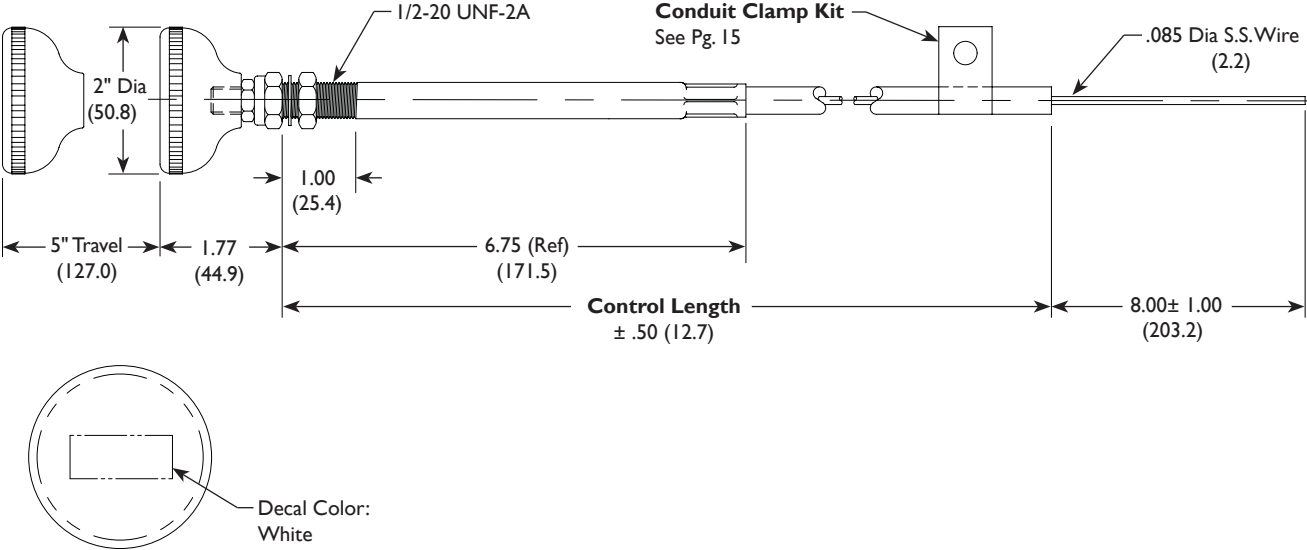 1/2-20 UNF-2A
Conduit Clamp Kit
See Pg. 15
.085 Dia S.S. Wire
(2.2)
2" Dia
(50.8)
1.00
(25.4)
5" Travel
(127.0)
1.77
(44.9)
6.75 (Ref)
(171.5)
Control Length
± .50 (12.7)
8.00± 1.00
(203.2)
Decal Color:
White